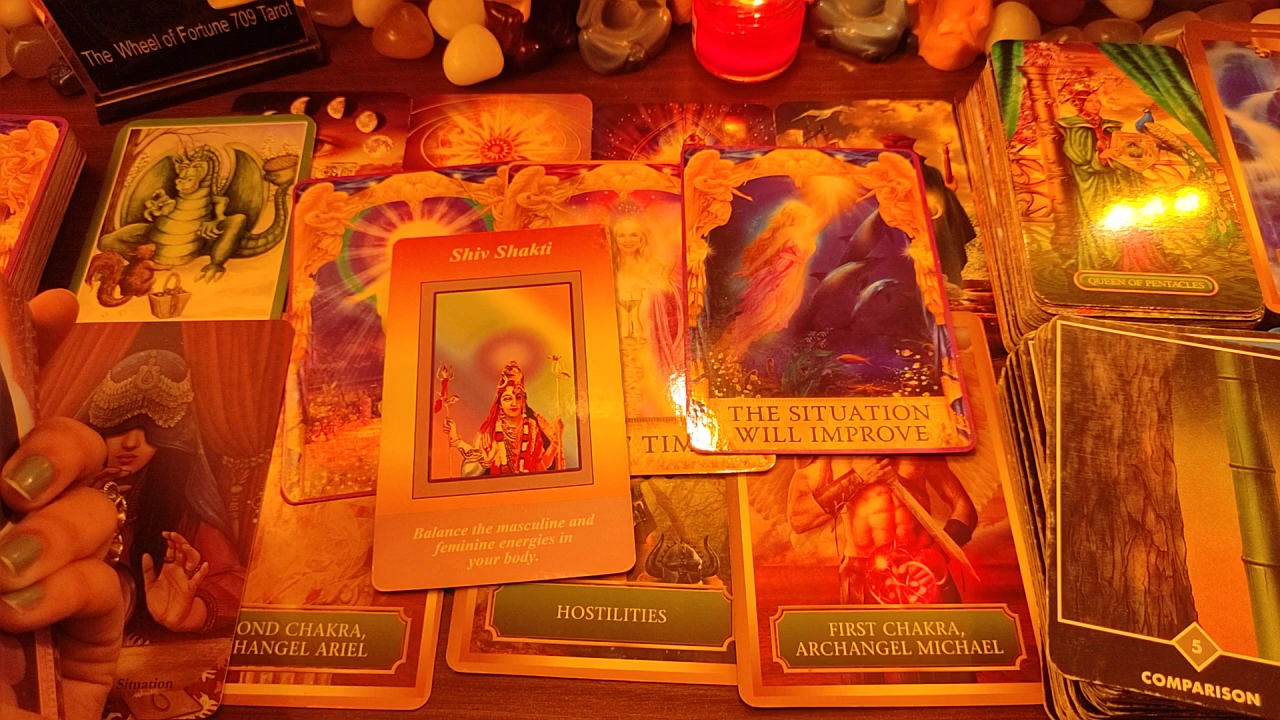 The Wheel of Fortune 709 Tarot
QUEEN OF PENTACLES
Shiv Shakti
THE SITUATION
WILL IMPROVE
TIM
Balance the masculine and
feminine energies in
your body.
OND CHAKRA,
HANGEL ARIEL
HOSTILITIES
FIRST CHAKRA,
ARCHANGEL MICHAEL
5
COMPARISON
Situation